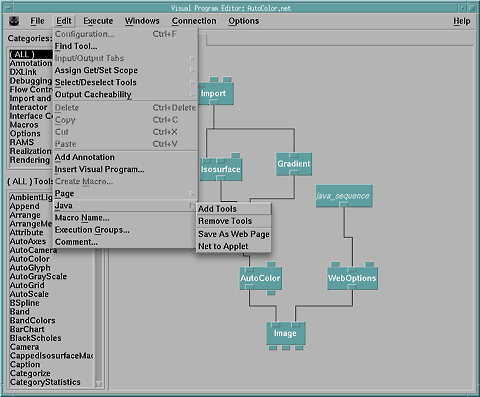 Visual Program Editor: AutoColor.net
File Edit Execute Windows Connection Options Help
Categories:
( ALL )
Annotation
DXLink
Debugging
Flow Contro
Import and
Interactor
Interface Co
Macros
Options
RAMS
Realization
Rendering
( ALL ) Tools
AmbientLig
Append
Arrange
ArrangeMe
Attribute
AutoAxes
AutoCamera
AutoColor
AutoGlyph
AutoGrayScale
AutoGrid
AutoScale
BSpline
Band
BandColors
BarChart
BlackScholes
Camera
CappedIsosurfaceMac
Caption
Categorize
CategoryStatistics
Configuration... Ctrl+F
Find Tool...
Input/Output Tabs
Assign Get/Set Scope
Select/Deselect Tools
Output Cacheability
Delete Ctrl+Delete
Copy Ctrl+C
Cut Ctrl+X
Paste Ctrl+V
Add Annotation
Insert Visual Program...
Create Macro...
Page
Java
Macro Name...
Execution Groups...
Comment...
Add Tools
Remove Tools
Save As Web Page
Net to Applet
Import
Isosurface
Gradient
java_sequence
AutoColor
WebOptions
Image